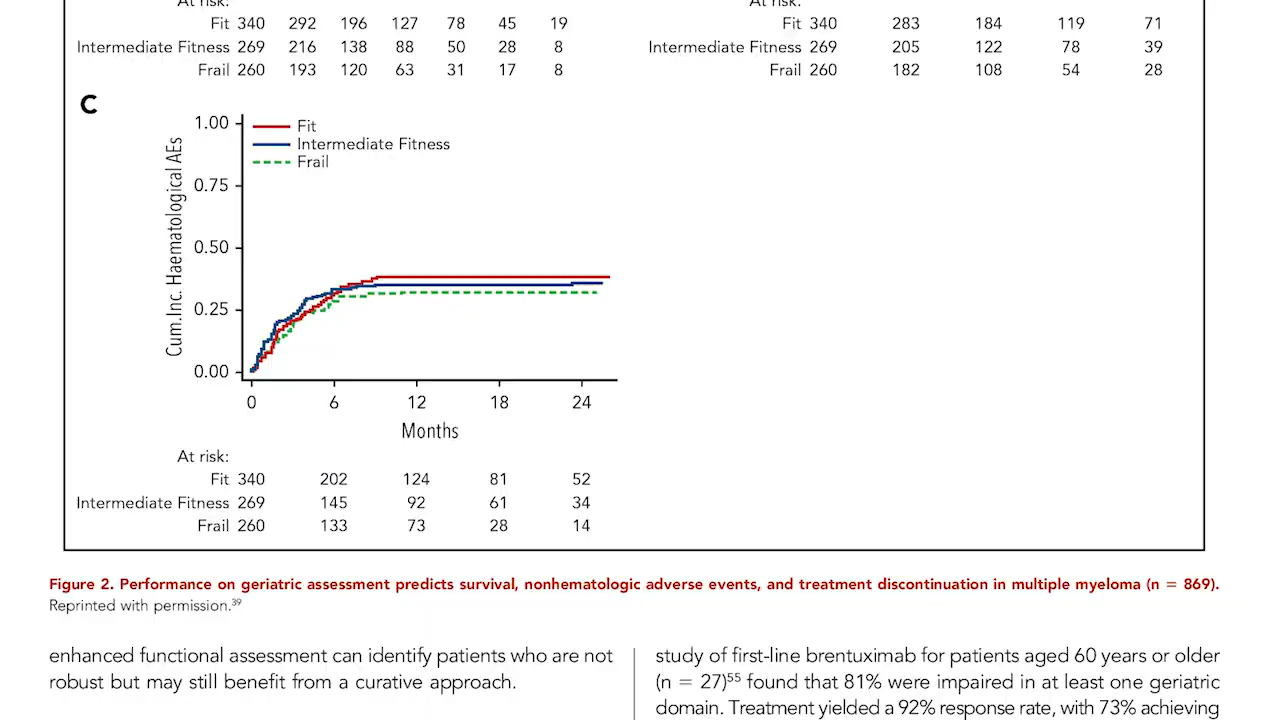 At risk:
Fit 340 292 196 127 78 45 19
Intermediate Fitness 269 216 138 88 50 28 8
Frail 260 193 120 63 31 17 8
At risk:
Fit 340 283 184 119 71
Intermediate Fitness 269 205 122 78 39
Frail 260 182 108 54 28
C
Cum.Inc. Haematological AEs
1.00
0.75
0.50
0.25
0.00
Fit
Intermediate Fitness
Frail
0 6 12 18 24
Months
At risk:
Fit 340 202 124 81 52
Intermediate Fitness 269 145 92 61 34
Frail 260 133 73 28 14
Figure 2. Performance on geriatric assessment predicts survival, nonhematologic adverse events, and treatment discontinuation in multiple myeloma (n = 869).
Reprinted with permission.39
enhanced functional assessment can identify patients who are not
robust but may still benefit from a curative approach.
study of first-line brentuximab for patients aged 60 years or older
(n = 27)55 found that 81% were impaired in at least one geriatric
domain. Treatment yielded a 92% response rate, with 73% achieving